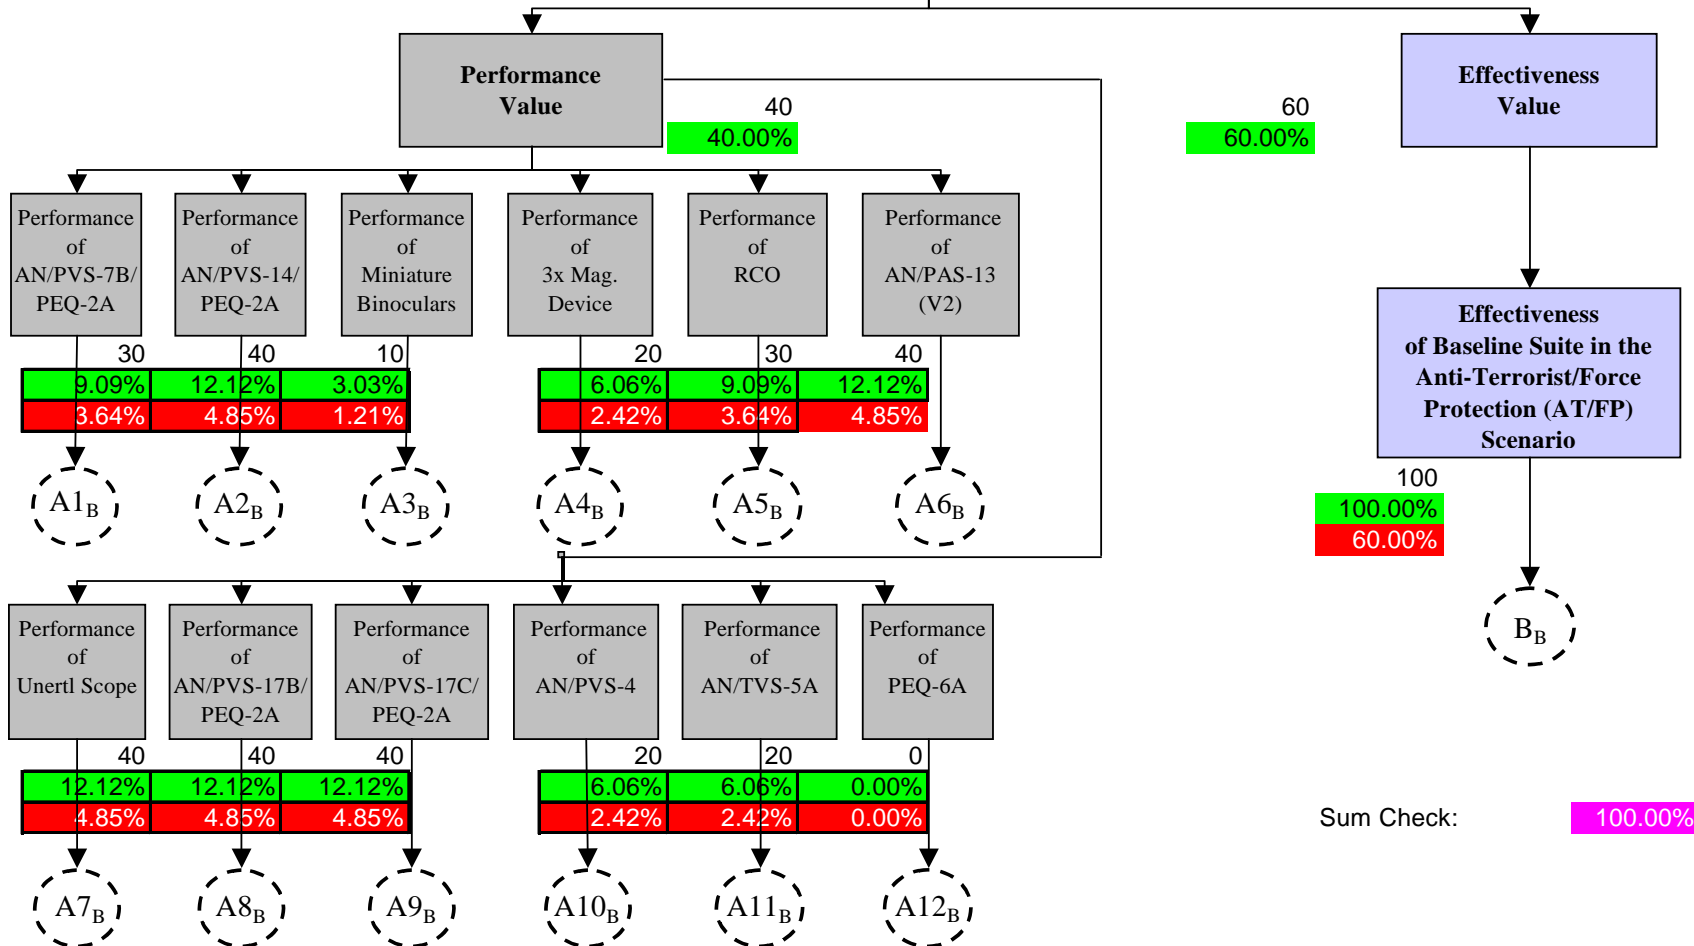 Performance
Value
Effectiveness
Value
40
40.00%
60
60.00%
Performance
of
AN/PVS-7B/
PEQ-2A
Performance
of
AN/PVS-14/
PEQ-2A
Performance
of
Miniature
Binoculars
Performance
of
3x Mag.
Device
Performance
of
RCO
Performance
of
AN/PAS-13
(V2)
Effectiveness
of Baseline Suite in the
Anti-Terrorist/Force
Protection (AT/FP)
Scenario
30 40 10 20 30 40
9.09% 12.12% 3.03% 6.06% 9.09% 12.12%
3.64% 4.85% 1.21% 2.42% 3.64% 4.85%
A1B A2B A3B A4B A5B A6B
100
100.00%
60.00%
BB
Performance
of
Unertl Scope
Performance
of
AN/PVS-17B/
PEQ-2A
Performance
of
AN/PVS-17C/
PEQ-2A
Performance
of
AN/PVS-4
Performance
of
AN/TVS-5A
Performance
of
PEQ-6A
40 40 40 20 20 0
12.12% 12.12% 12.12% 6.06% 6.06% 0.00%
4.85% 4.85% 4.85% 2.42% 2.42% 0.00%
Sum Check: 100.00%
A7B A8B A9B A10B A11B A12B